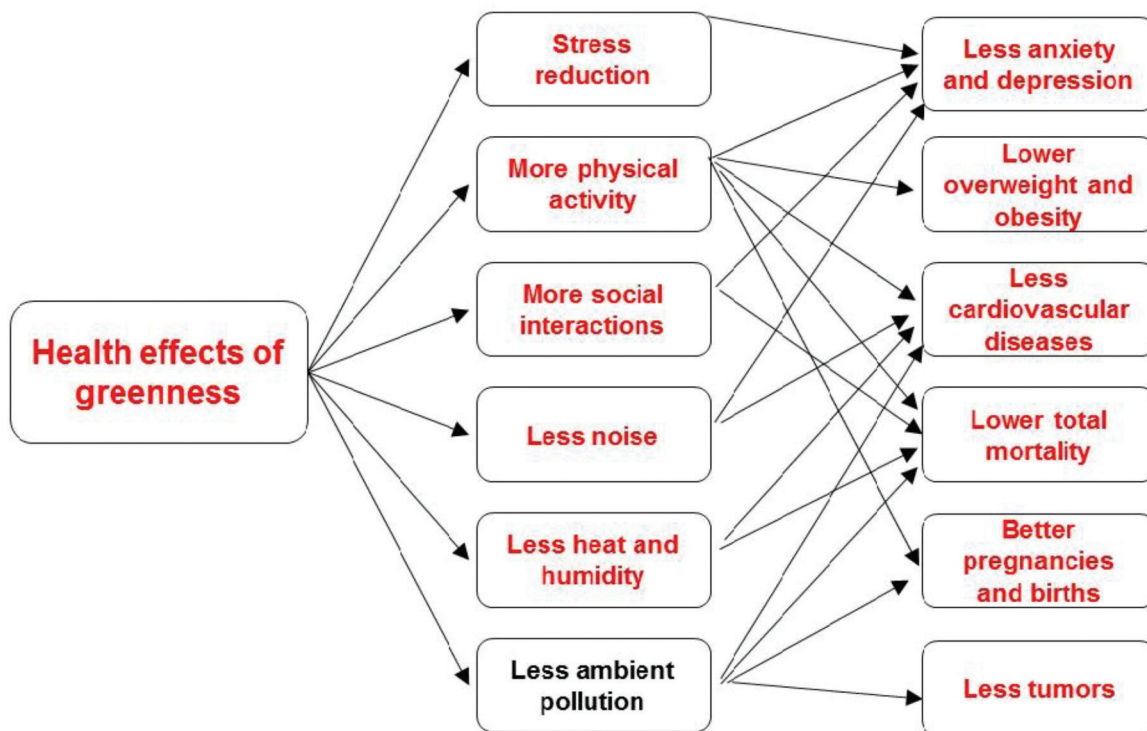 Health effects of
greenness
Stress
reduction
More physical
activity
More social
interactions
Less noise
Less heat and
humidity
Less ambient
pollution
Less anxiety
and depression
Lower
overweight and
obesity
Less
cardiovascular
diseases
Lower total
mortality
Better
pregnancies
and births
Less tumors